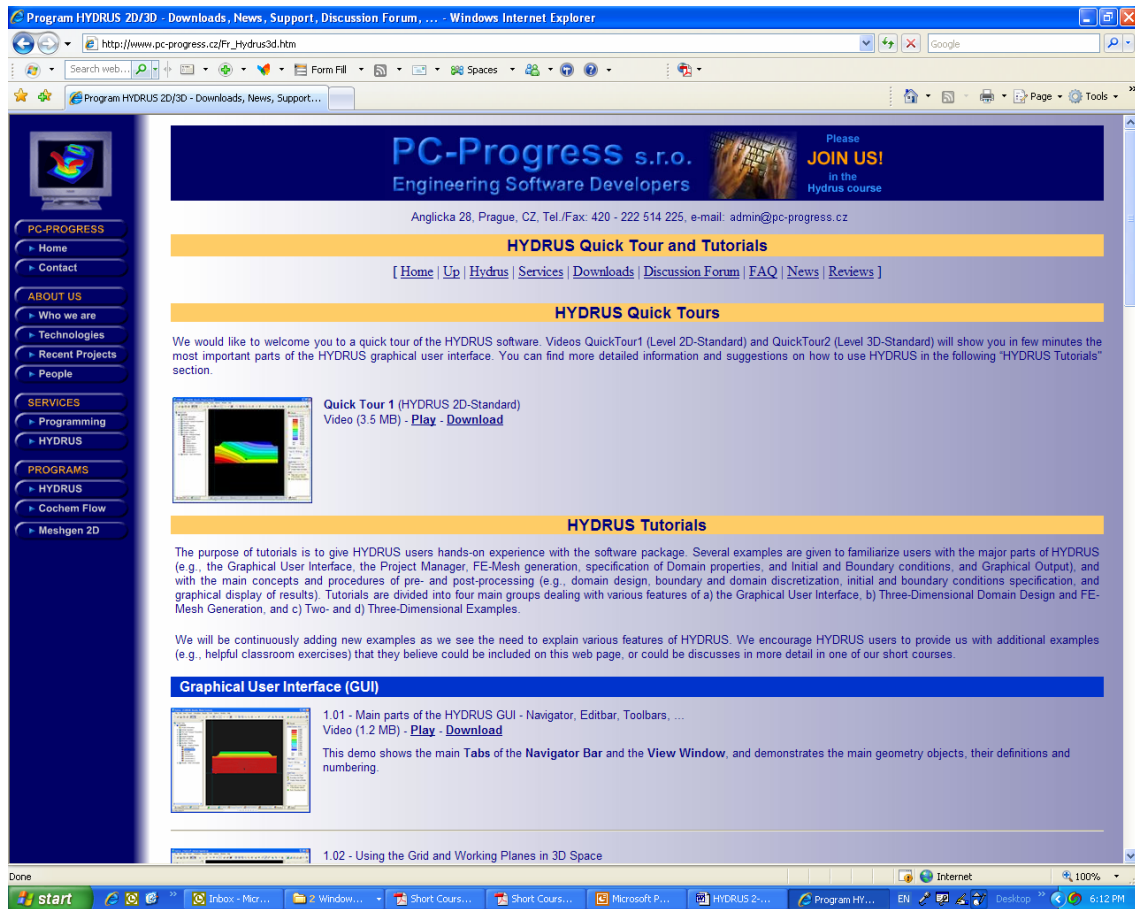 Program HYDRUS 2D/3D - Downloads, News, Support, Discussion Forum, ... - Windows Internet Explorer
http://www.pc-progress.cz/Fr_Hydrus3d.htm
Google
Search web...
Form Fill
Spaces
Program HYDRUS 2D/3D - Downloads, News, Support...
Page
Tools
PC-Progress s.r.o.
Engineering Software Developers
Please
JOIN US!
in the
Hydrus course
PC-PROGRESS
Home
Contact
ABOUT US
Who we are
Technologies
Recent Projects
People
SERVICES
Programming
HYDRUS
PROGRAMS
HYDRUS
Cochem Flow
Meshgen 2D
Anglicka 28, Prague, CZ, Tel./Fax: 420 - 222 514 225, e-mail: admin@pc-progress.cz
HYDRUS Quick Tour and Tutorials
[ Home | Up | Hydrus | Services | Downloads | Discussion Forum | FAQ | News | Reviews ]
HYDRUS Quick Tours
We would like to welcome you to a quick tour of the HYDRUS software. Videos QuickTour1 (Level 2D-Standard) and QuickTour2 (Level 3D-Standard) will show you in few minutes the
most important parts of the HYDRUS graphical user interface. You can find more detailed information and suggestions on how to use HYDRUS in the following "HYDRUS Tutorials"
section.
Quick Tour 1 (HYDRUS 2D-Standard)
Video (3.5 MB) - Play - Download
HYDRUS Tutorials
The purpose of tutorials is to give HYDRUS users hands-on experience with the software package. Several examples are given to familiarize users with the major parts of HYDRUS
(e.g., the Graphical User Interface, the Project Manager, FE-Mesh generation, specification of Domain properties, and Initial and Boundary conditions, and Graphical Output), and
with the main concepts and procedures of pre- and post-processing (e.g., domain design, boundary and domain discretization, initial and boundary conditions specification, and
graphical display of results). Tutorials are divided into four main groups dealing with various features of a) the Graphical User Interface, b) Three-Dimensional Domain Design and FE-
Mesh Generation, and c) Two- and d) Three-Dimensional Examples.
We will be continuously adding new examples as we see the need to explain various features of HYDRUS. We encourage HYDRUS users to provide us with additional examples
(e.g., helpful classroom exercises) that they believe could be included on this web page, or could be discusses in more detail in one of our short courses.
Graphical User Interface (GUI)
1.01 - Main parts of the HYDRUS GUI - Navigator, Editbar, Toolbars, ...
Video (1.2 MB) - Play - Download
This demo shows the main Tabs of the Navigator Bar and the View Window, and demonstrates the main geometry objects, their definitions and
numbering.
1.02 - Using the Grid and Working Planes in 3D Space
Done
Internet
100%
start
Inbox - Micr...
2 Window...
Short Cours...
Short Cours...
Microsoft P...
HYDRUS 2-...
Program HY...
EN
Desktop
6:12 PM